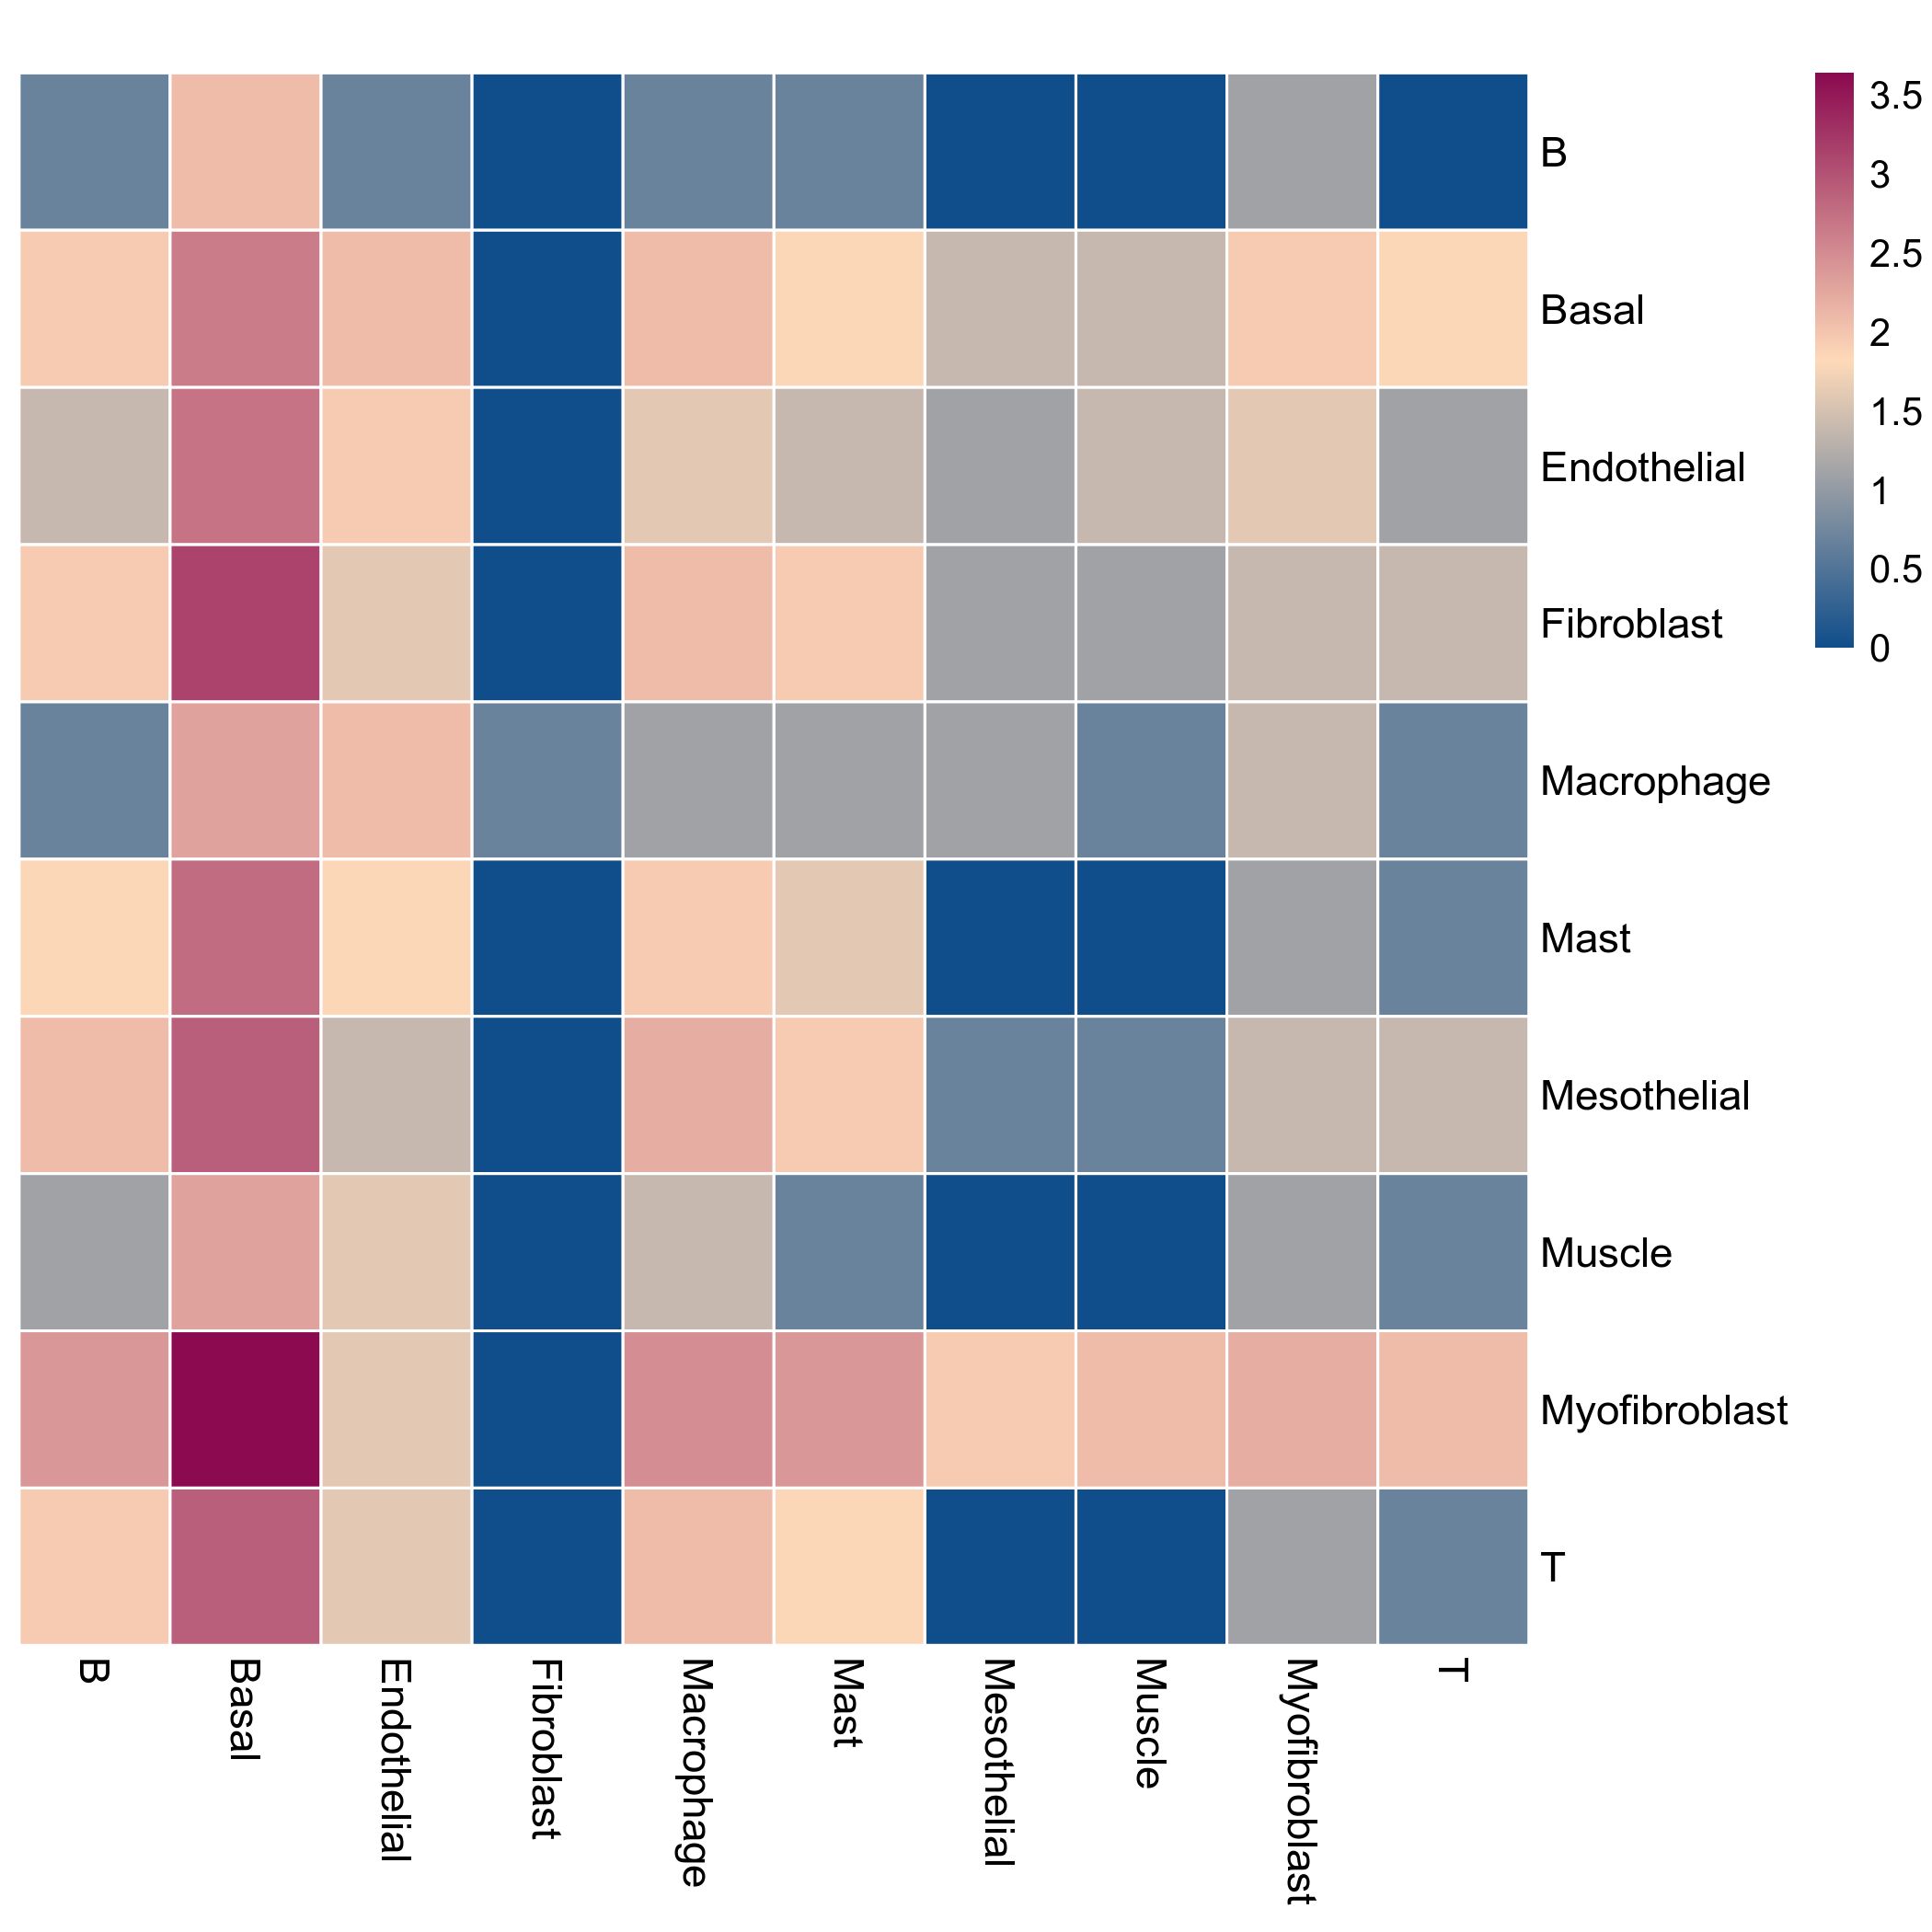 B
Basal
Endothelial
Fibroblast
Macrophage
Mast
Mesothelial
Muscle
Myofibroblast
T
3.5
3
2.5
2
1.5
1
0.5
0
B
Basal
Endothelial
Fibroblast
Macrophage
Mast
Mesothelial
Muscle
Myofibroblast
T